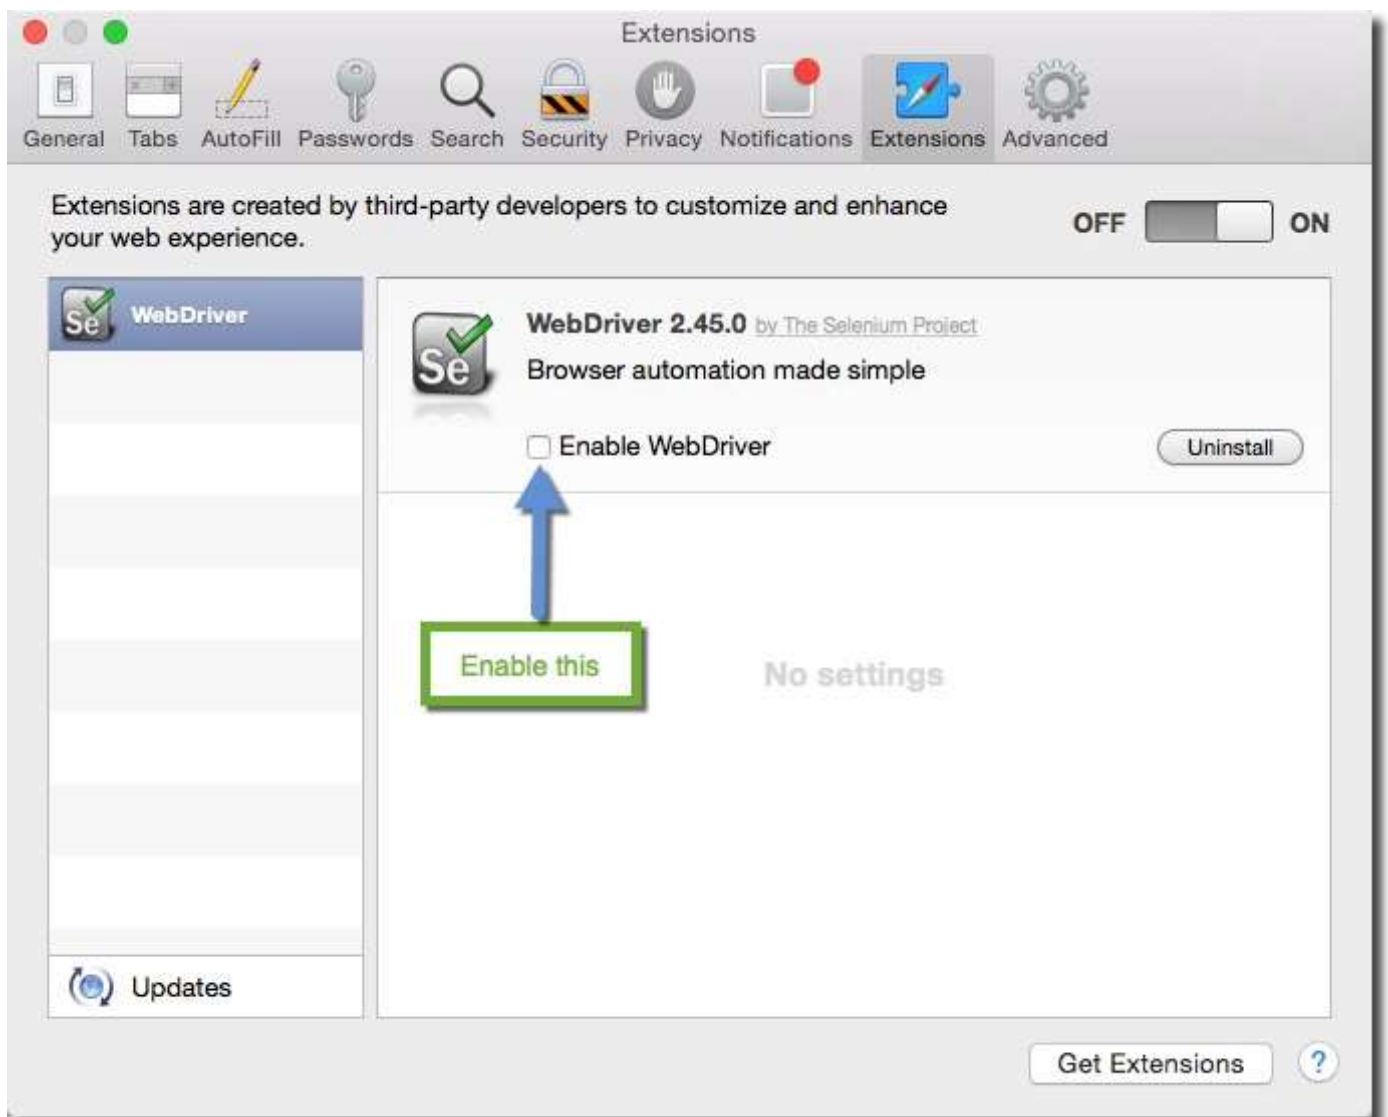 Extensions
General Tabs AutoFill Passwords Search Security Privacy Notifications Extensions Advanced
Extensions are created by third-party developers to customize and enhance
your web experience.
OFF ON
Se WebDriver
Se
WebDriver 2.45.0 by The Selenium Project
Browser automation made simple
Enable WebDriver
Uninstall
Enable this
No settings
Updates
Get Extensions ?